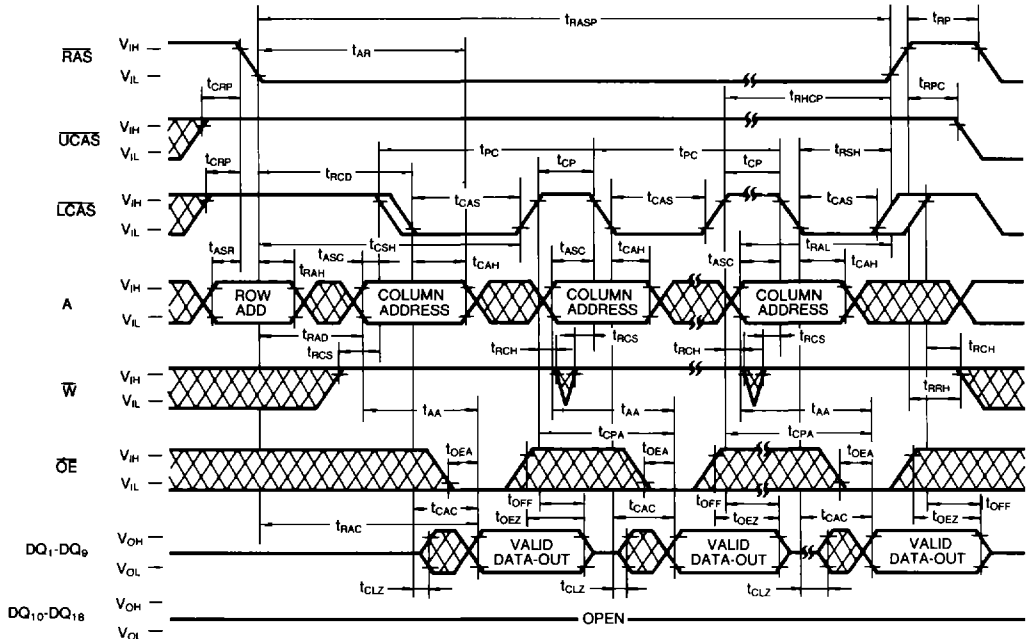 tRASP
tRP
tAR
RAS
VIH
VIL
tCRP
tRHCP
tRPC
UCAS
VIH
VIL
tCRP
tRCD
tPC
tCP
tPC
tCP
tRSH
LCAS
VIH
VIL
tCAS
tCAS
tCAS
tASR
tRAH
tCSH
tASC
tCAH
tASC
tCAH
tASC
tRAL
tCAH
A
VIH
VIL
ROW
ADD
COLUMN
ADDRESS
COLUMN
ADDRESS
COLUMN
ADDRESS
tRAD
tRCS
tRCH
tRCS
tRCH
tRCS
tRCH
W
VIH
VIL
tRRH
tAA
tAA
tAA
tCPA
tCPA
OE
VIH
VIL
tOEA
tOEA
tOEA
tCAC
tOFF
tCAC
tOFF
tCAC
tOFF
tRAC
tOEZ
tOEZ
tOEZ
DQ1-DQ9
VOH
VOL
VALID
DATA-OUT
VALID
DATA-OUT
VALID
DATA-OUT
tCLZ
tCLZ
tCLZ
DQ10-DQ18
VOH
VOL
OPEN